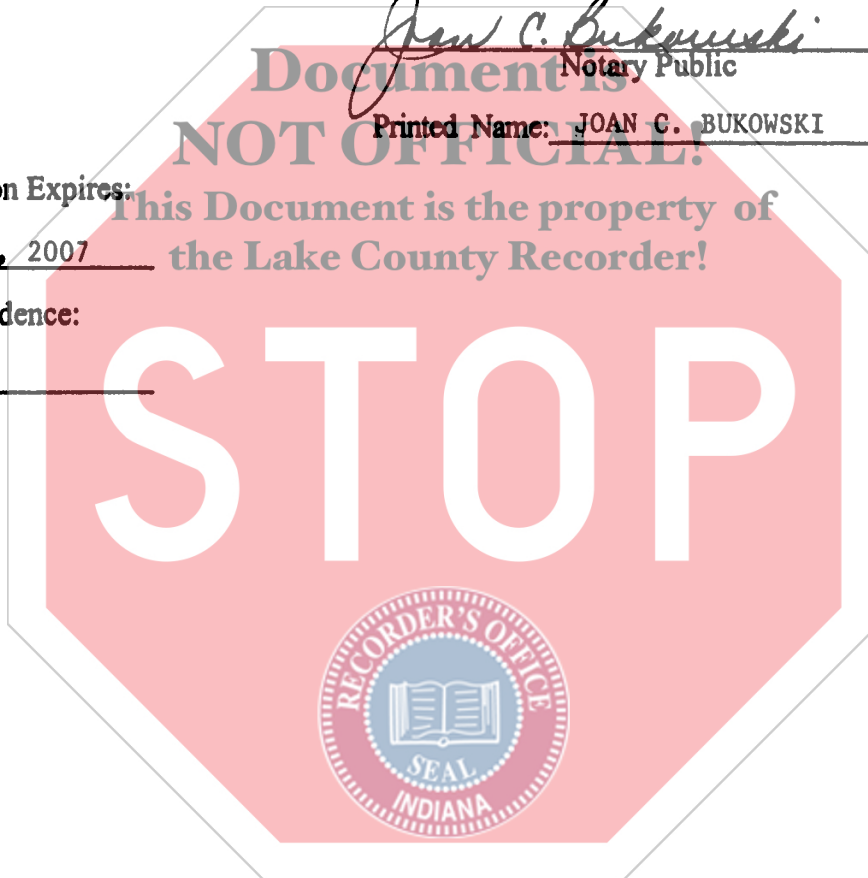 Joan C. Bukowski
Document is
Notary Public
NOT OFFICIAL!
Printed Name: JOAN C. BUKOWSKI
n Expires:
This Document is the property of
, 2007
the Lake County Recorder!
dence:
STOP
RECORDER'S OFFICE
SEAL
INDIANA